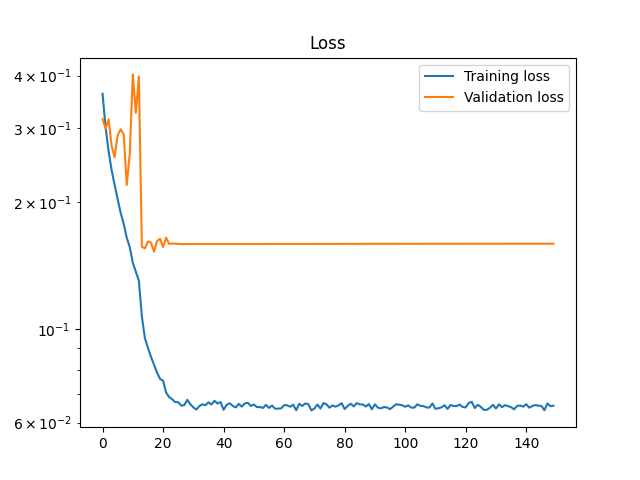 Loss
Training loss
Validation loss
4 × 10⁻¹
3 × 10⁻¹
2 × 10⁻¹
10⁻¹
6 × 10⁻²
0 20 40 60 80 100 120 140